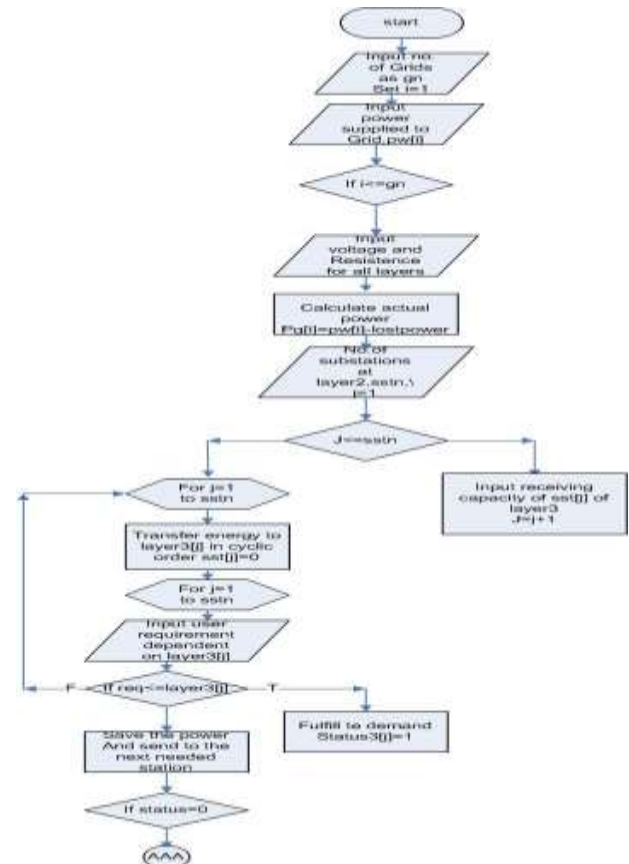 start
Input no.
of Grids
as gn
Set i=1
Input
power
supplied to
Grid,pw[i]
If i<=gn
Input
voltage and
Resistence
for all layers
Calculate actual
power
Pg[i]=pw[i]-lostpower
No.of
substations
at
layer2,sstn,\
j=1
J<=sstn
For j=1
to sstn
Input receiving
capacity of sst[j] of
layer3
J=j+1
Transfer energy to
layer3[j] in cyclic
order sst[j]=0
For j=1
to sstn
Input user
requirement
dependent
on layer3[j]
F
If req<=layer3[j]
T
Save the power
And send to the
next needed
station
Fulfill te demand
Status3[j]=1
If status=0
AAA